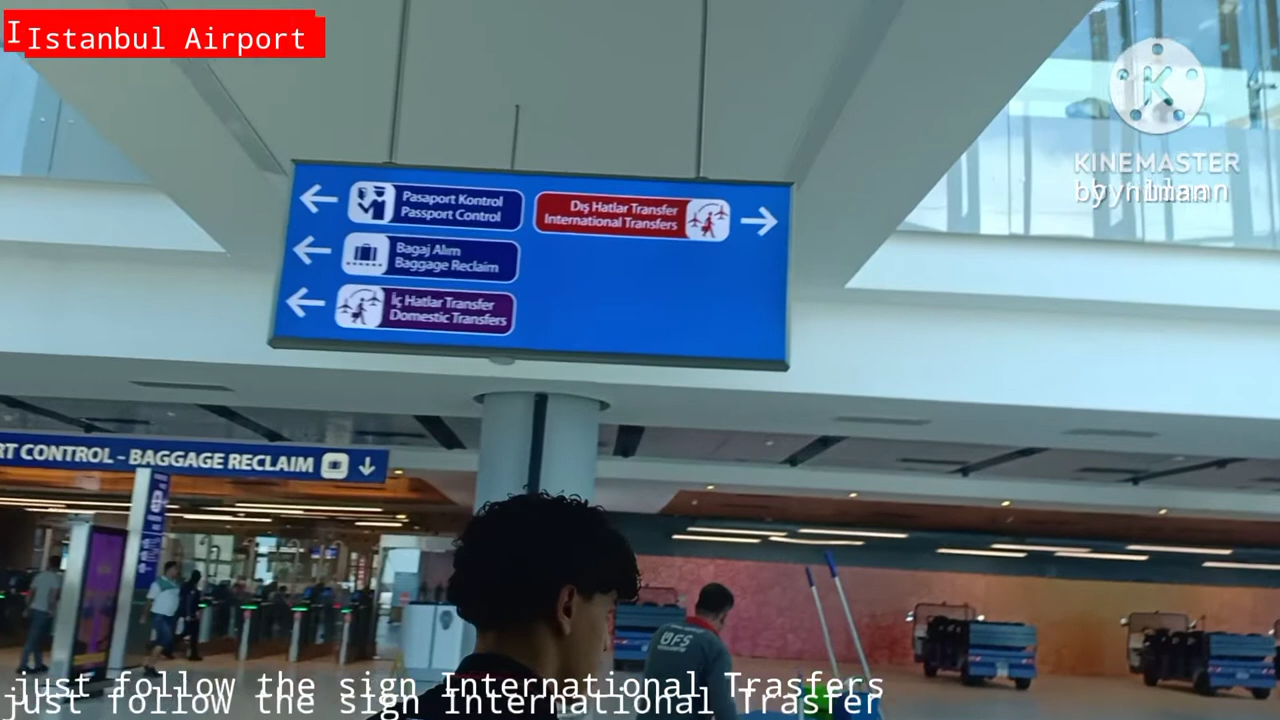 Istanbul Airport
KINEMASTER
Pasaport Kontrol
Passport Control
Dış Hatlar Transfer
International Transfers
Bagaj Alım
Baggage Reclaim
İç Hatlar Transfer
Domestic Transfers
RT CONTROL - BAGGAGE RECLAIM
UFS
just follow the sign International Trasfers
just follow the sign International Trasfer